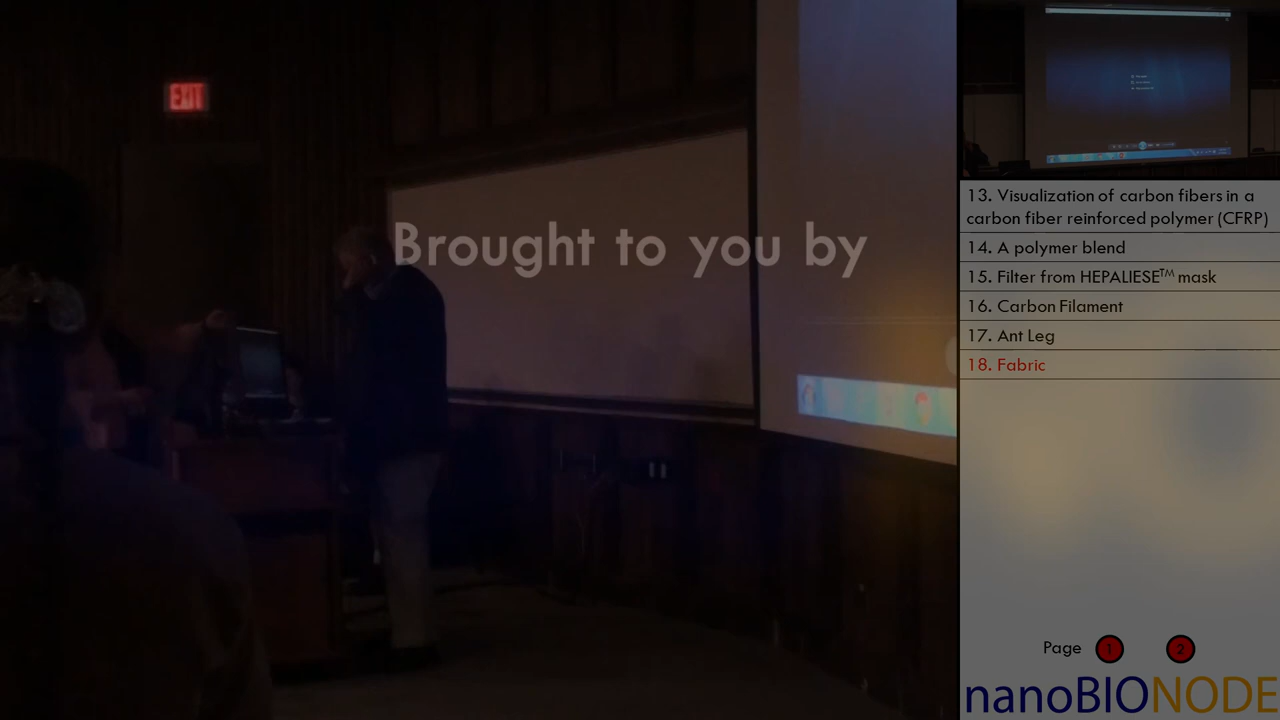 EXIT
Brought to you by
13. Visualization of carbon fibers in a
carbon fiber reinforced polymer (CFRP)
14. A polymer blend
15. Filter from HEPALIESE™ mask
16. Carbon Filament
17. Ant Leg
18. Fabric
Page 1 2
nanoBIONODE